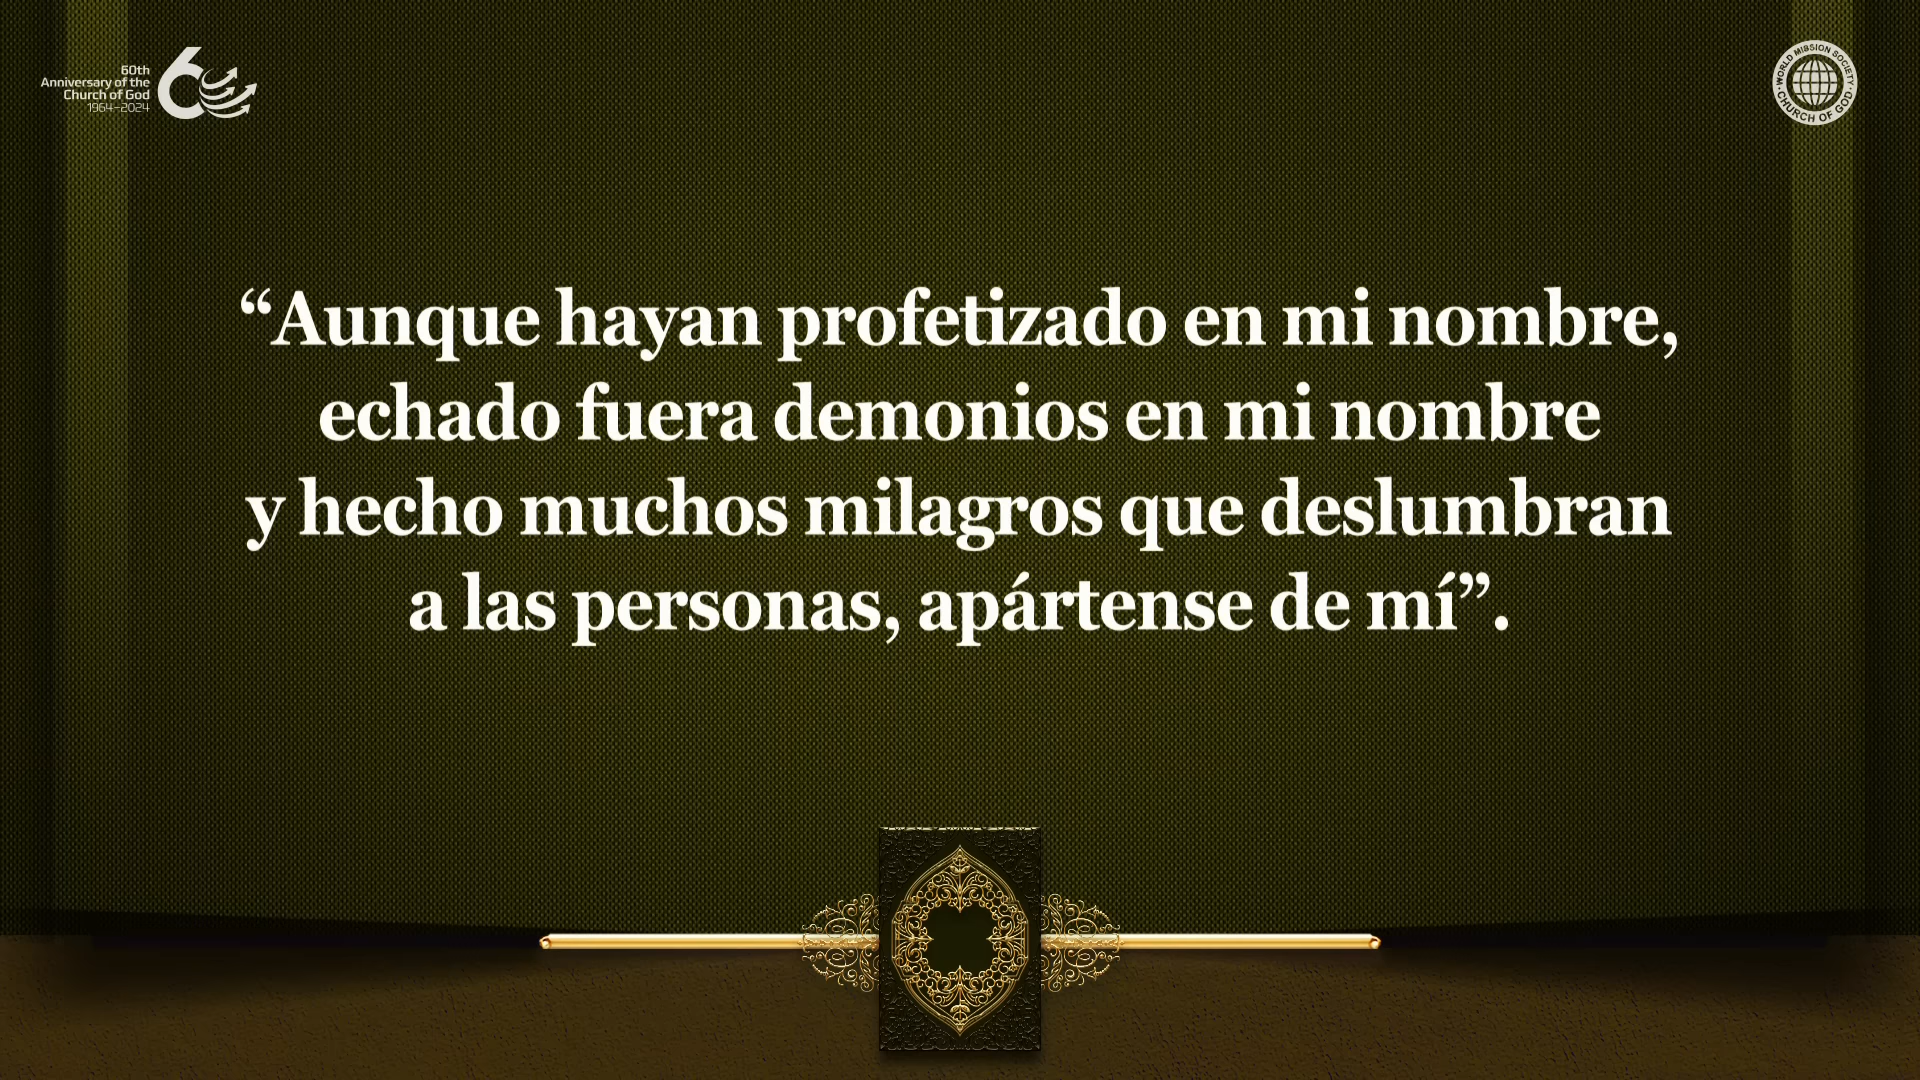 60th
Anniversary of the
Church of God
1964–2024
60
WORLD MISSION SOCIETY
CHURCH OF GOD
“Aunque hayan profetizado en mi nombre,
echado fuera demonios en mi nombre
y hecho muchos milagros que deslumbran
a las personas, apártense de mí”.